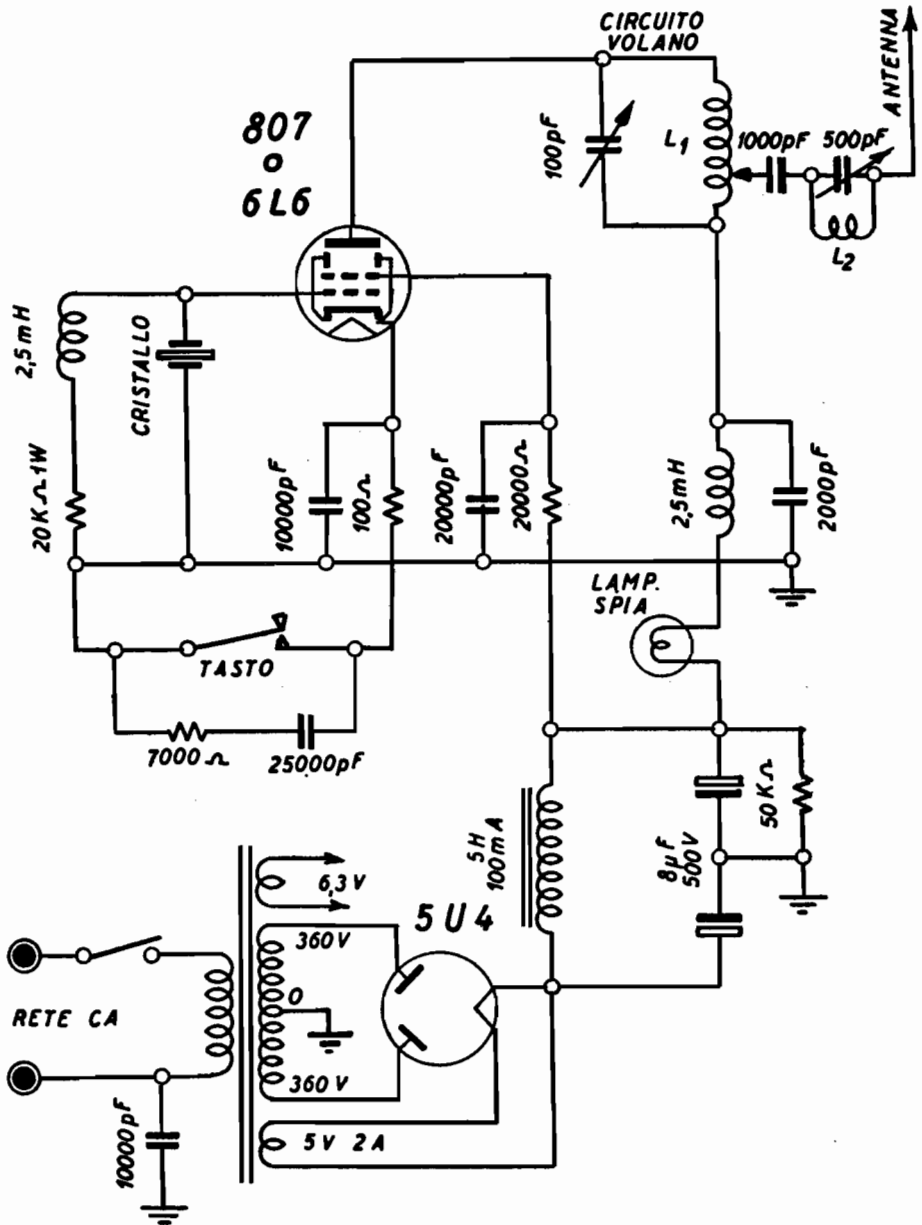 CIRCUITO
VOLANO
ANTENNA
807
o
6L6
100pF
L1
1000pF
500pF
L2
2,5mH
CRISTALLO
20KΩ 1W
10000pF
100Ω
20000pF
20000Ω
2,5mH
2000pF
LAMP.
SPIA
TASTO
7000Ω
25000pF
5H
100mA
8µF
500V
50KΩ
6,3V
5U4
360V
O
RETE CA
360V
5V 2A
10000pF